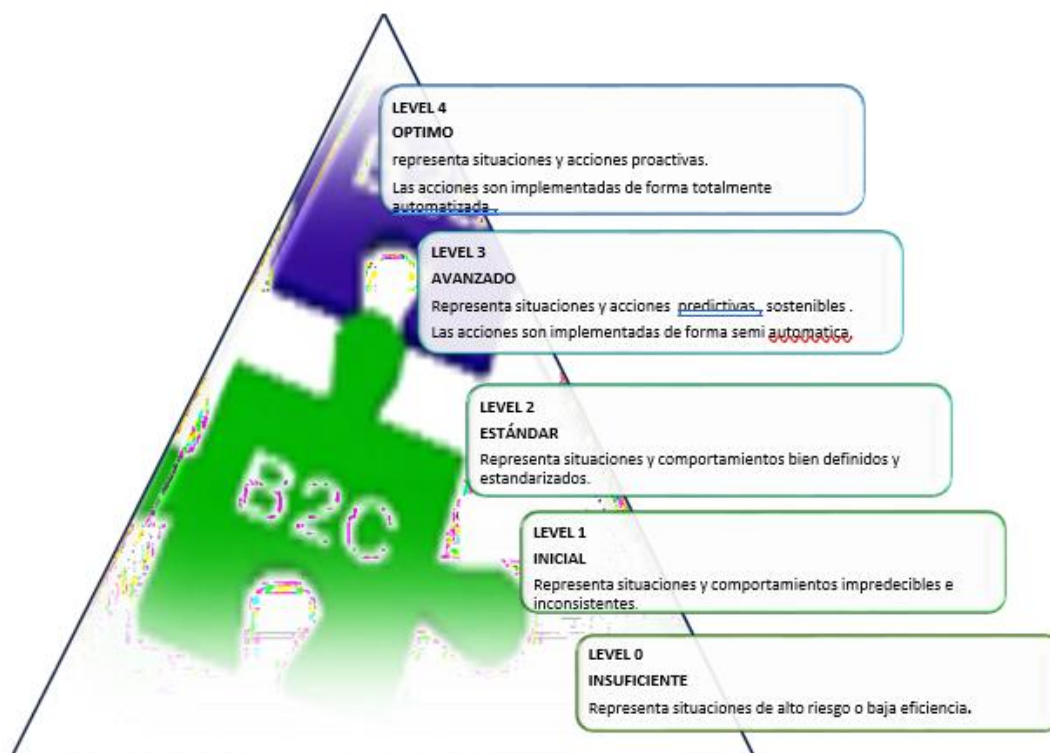 LEVEL 4
OPTIMO
representa situaciones y acciones proactivas.
Las acciones son implementadas de forma totalmente
automatizada .
LEVEL 3
AVANZADO
Representa situaciones y acciones predictivas , sostenibles .
Las acciones son implementadas de forma semi automatica.
LEVEL 2
ESTÁNDAR
Representa situaciones y comportamientos bien definidos y
estandarizados.
B2C
LEVEL 1
INICIAL
Representa situaciones y comportamientos impredecibles e
inconsistentes.
LEVEL 0
INSUFICIENTE
Representa situaciones de alto riesgo o baja eficiencia.